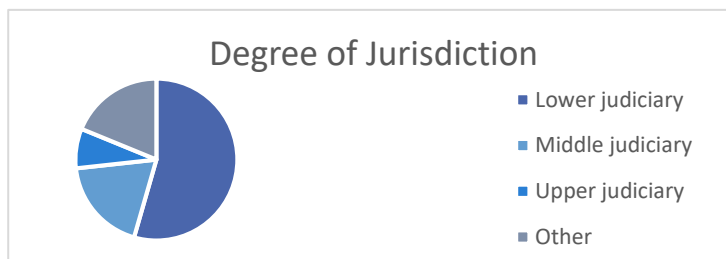 Degree of Jurisdiction
Lower judiciary
Middle judiciary
Upper judiciary
Other